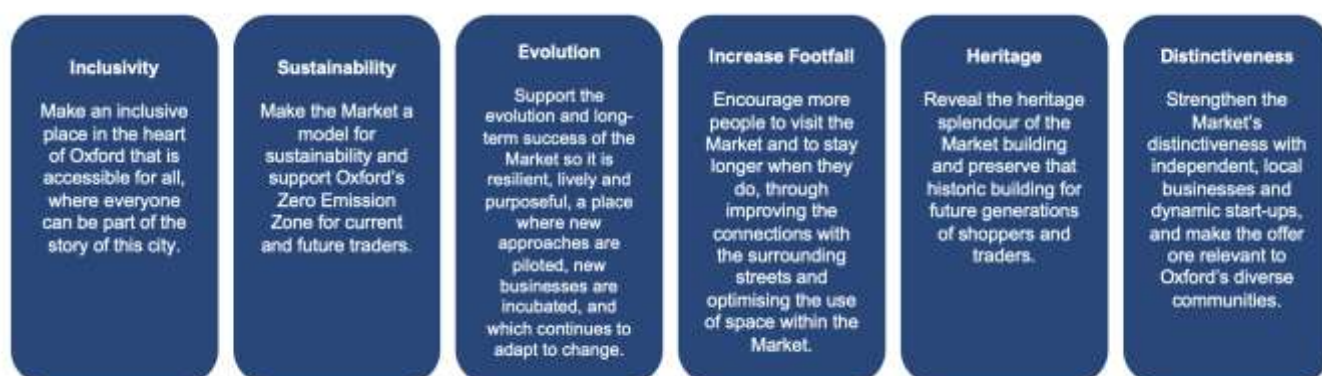 Inclusivity
Make an inclusive
place in the heart
of Oxford that is
accessible for all,
where everyone
can be part of the
story of this city.
Sustainability
Make the Market a
model for
sustainability and
support Oxford's
Zero Emission
Zone for current
and future traders.
Evolution
Support the
evolution and long-
term success of the
Market so it is
resilient, lively and
purposeful, a place
where new
approaches are
piloted, new
businesses are
incubated, and
which continues to
adapt to change.
Increase Footfall
Encourage more
people to visit the
Market and to stay
longer when they
do, through
improving the
connections with
the surrounding
streets and
optimising the use
of space within the
Market.
Heritage
Reveal the heritage
splendour of the
Market building
and preserve that
historic building for
future generations
of shoppers and
traders.
Distinctiveness
Strengthen the
Market's
distinctiveness with
independent, local
businesses and
dynamic start-ups,
and make the offer
ore relevant to
Oxford's diverse
communities.